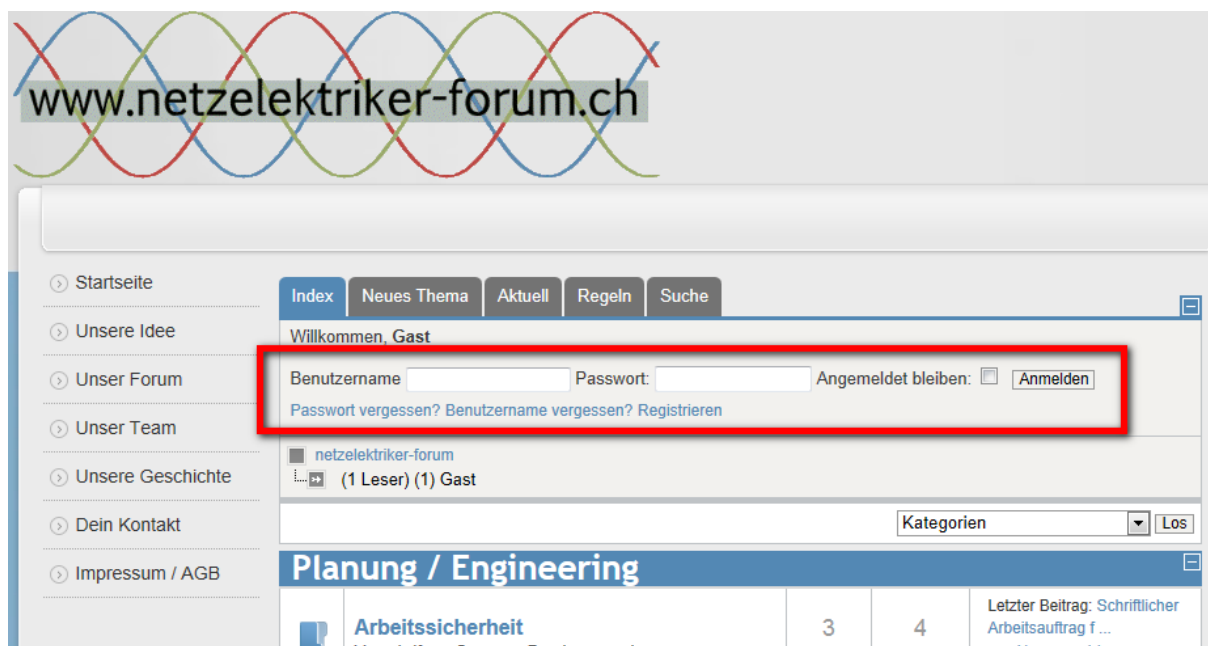 www.netzelektriker-forum.ch
Startseite
Unsere Idee
Unser Forum
Unser Team
Unsere Geschichte
Dein Kontakt
Impressum / AGB
Index Neues Thema Aktuell Regeln Suche
Willkommen, Gast
Benutzername Passwort: Angemeldet bleiben: Anmelden
Passwort vergessen? Benutzername vergessen? Registrieren
netzelektriker-forum
(1 Leser) (1) Gast
Kategorien Los
Planung / Engineering
Arbeitssicherheit 3 4
Letzter Beitrag: Schriftlicher
Arbeitsauftrag f ...